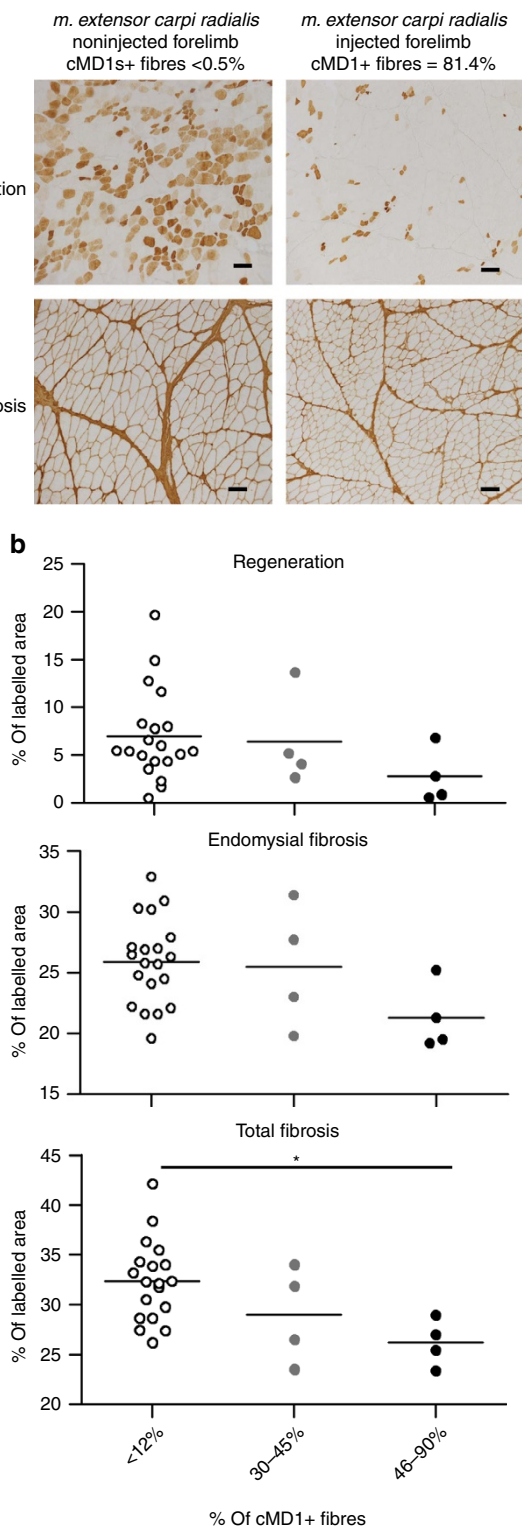 m. extensor carpi radialis
noninjected forelimb
cMD1s+ fibres <0.5%
m. extensor carpi radialis
injected forelimb
cMD1+ fibres = 81.4%
tion
osis
b
Regeneration
% Of labelled area
25
20
15
10
5
0
Endomysial fibrosis
% Of labelled area
35
30
25
20
15
Total fibrosis
*
% Of labelled area
45
40
35
30
25
20
<12%
30–45%
46–90%
% Of cMD1+ fibres